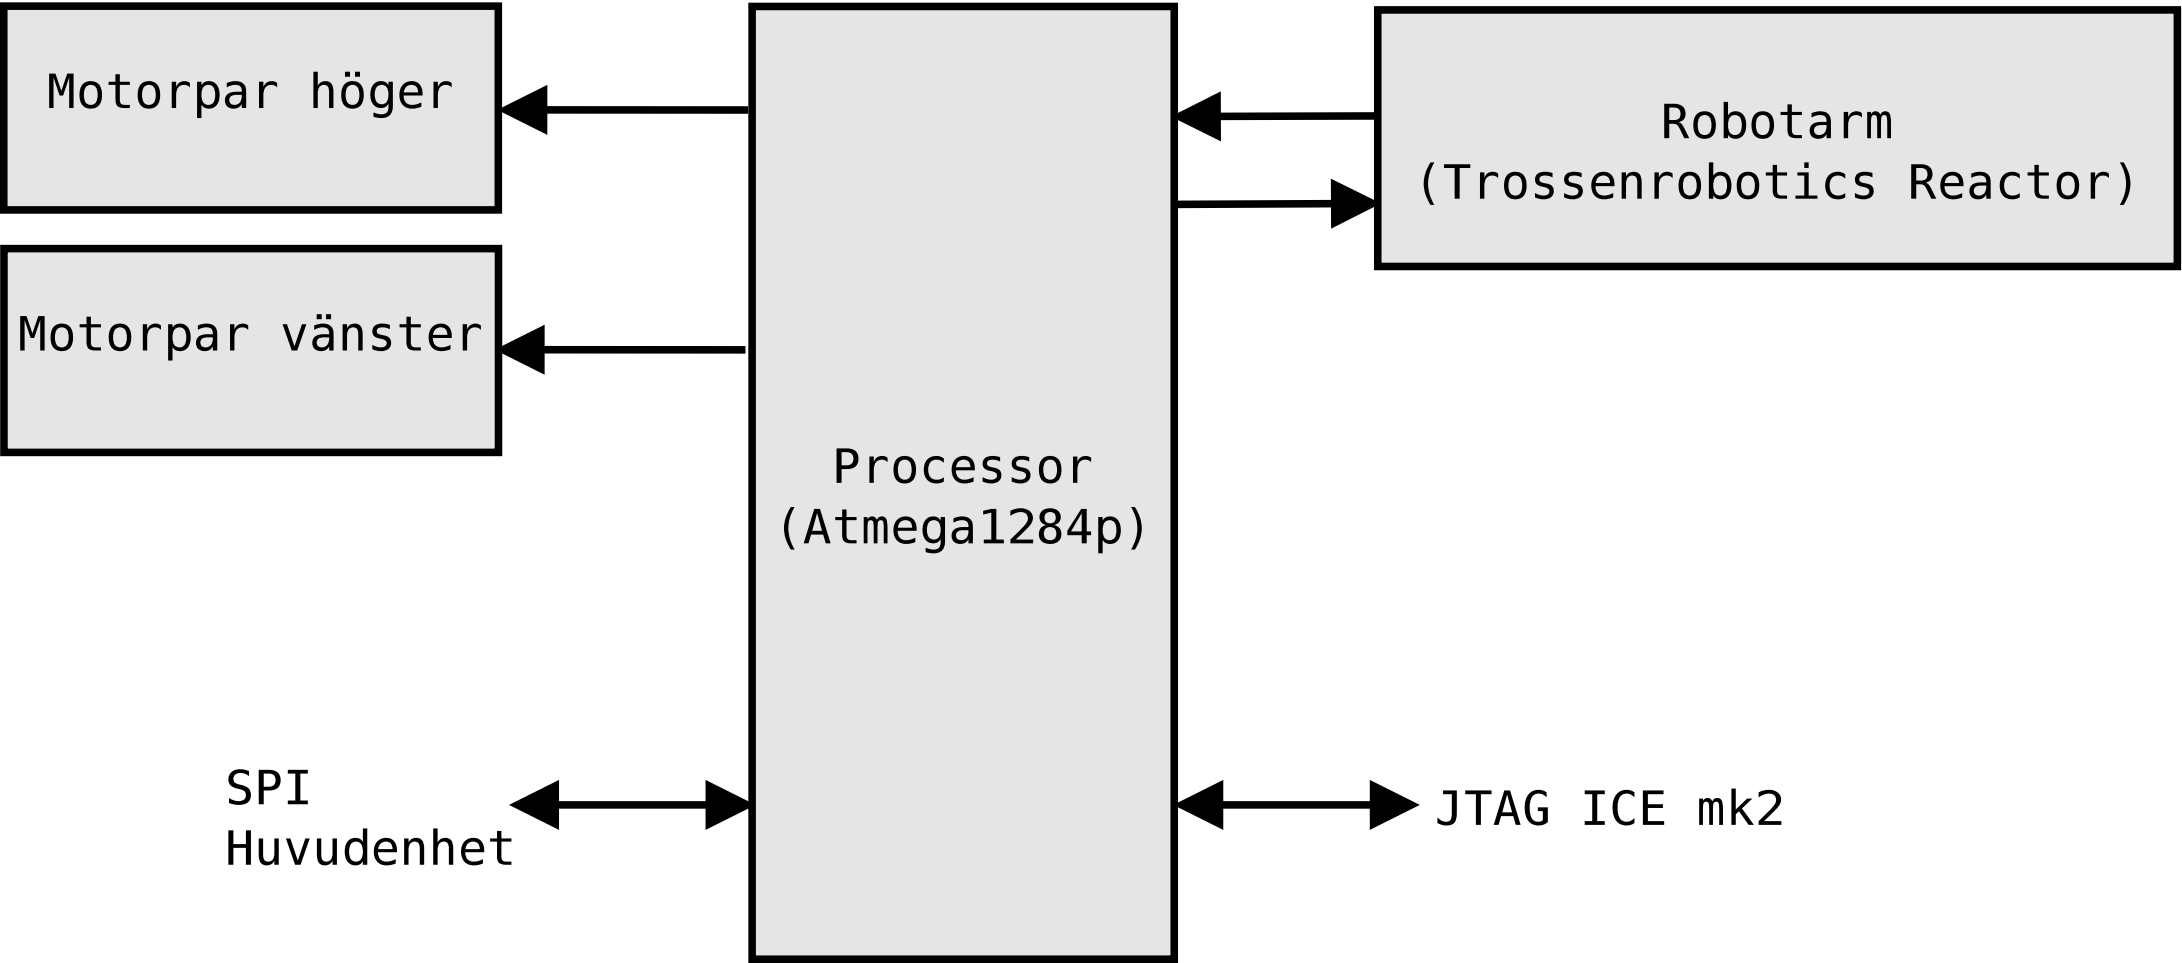 Motorpar höger
Motorpar vänster
Processor
(Atmega1284p)
Robotarm
(Trossenrobotics Reactor)
SPI
Huvudenhet
JTAG ICE mk2